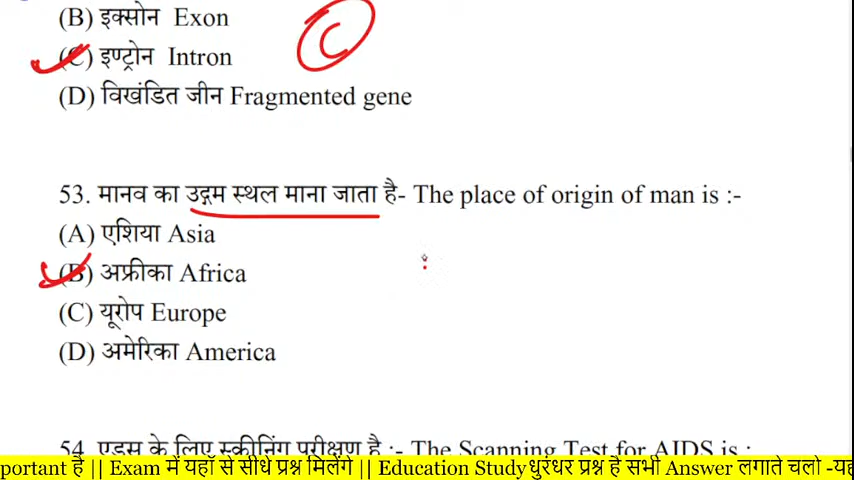 (B) इक्सोन Exon
(C) इण्ट्रोन Intron
C
(D) विखंडित जीन Fragmented gene
53. मानव का उद्गम स्थल माना जाता है- The place of origin of man is :-
(A) एशिया Asia
(B) अफ्रीका Africa
(C) यूरोप Europe
(D) अमेरिका America
54. एड्स के लिए स्क्रीनिंग परीक्षण है :- The Scanning Test for AIDS is :
portant है || Exam में यहाँ से सीधे प्रश्न मिलेंगे || Education Study धुरंधर प्रश्न है सभी Answer लगाते चलो -यह